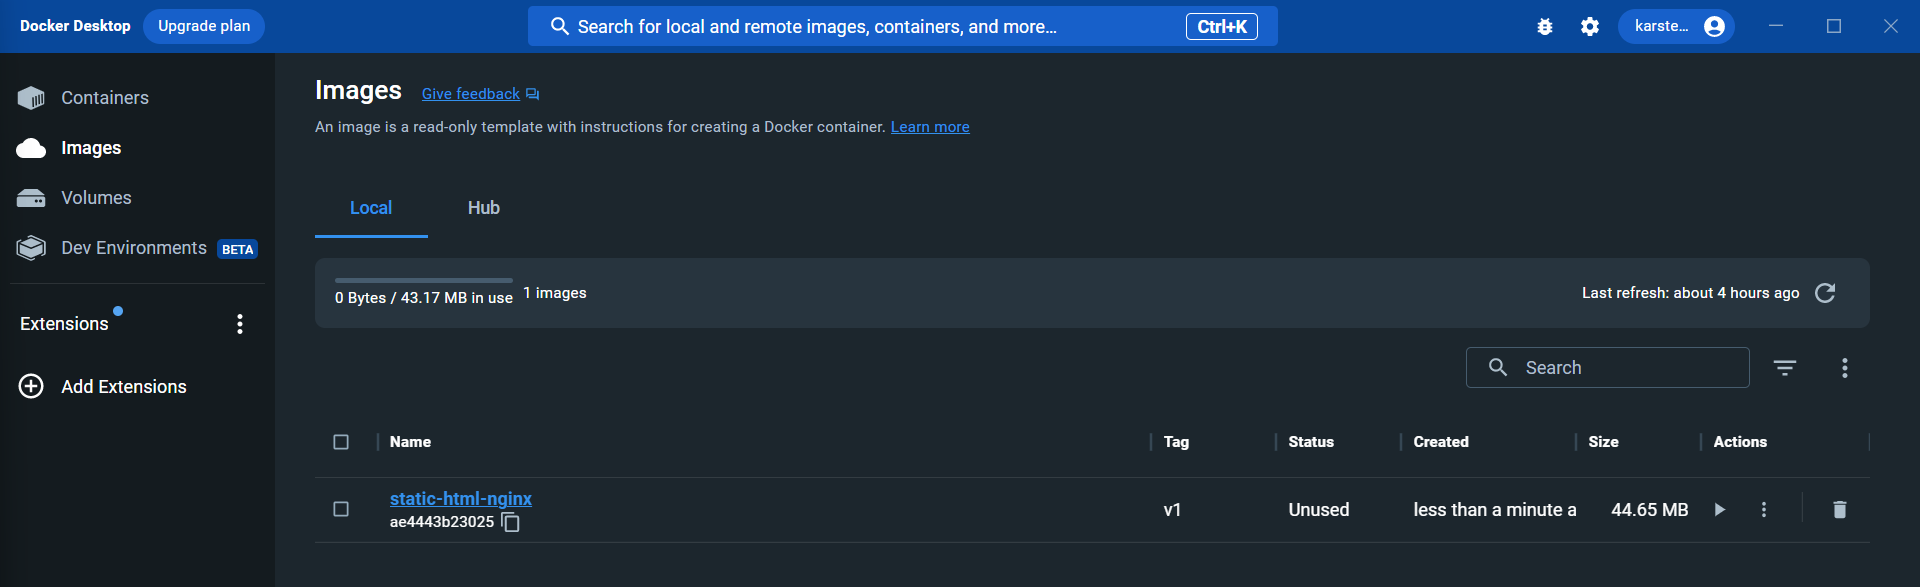 Docker Desktop Upgrade plan Search for local and remote images, containers, and more... Ctrl+K karste...
Containers
Images
Volumes
Dev Environments BETA
Extensions
Add Extensions
Images Give feedback
An image is a read-only template with instructions for creating a Docker container. Learn more
Local Hub
0 Bytes / 43.17 MB in use 1 images Last refresh: about 4 hours ago
Search
Name Tag Status Created Size Actions
static-html-nginx v1 Unused less than a minute a 44.65 MB
ae4443b23025